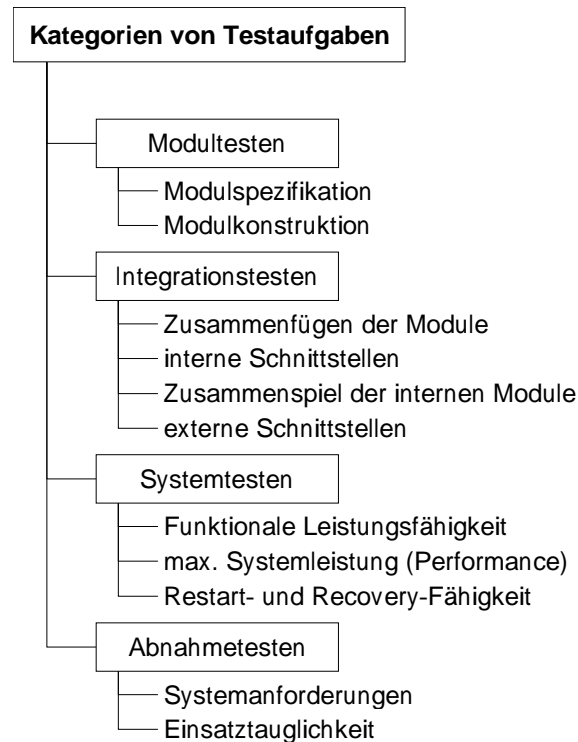 Kategorien von Testaufgaben
Modultesten
Modulspezifikation
Modulkonstruktion
Integrationstesten
Zusammenfügen der Module
interne Schnittstellen
Zusammenspiel der internen Module
externe Schnittstellen
Systemtesten
Funktionale Leistungsfähigkeit
max. Systemleistung (Performance)
Restart- und Recovery-Fähigkeit
Abnahmetesten
Systemanforderungen
Einsatztauglichkeit